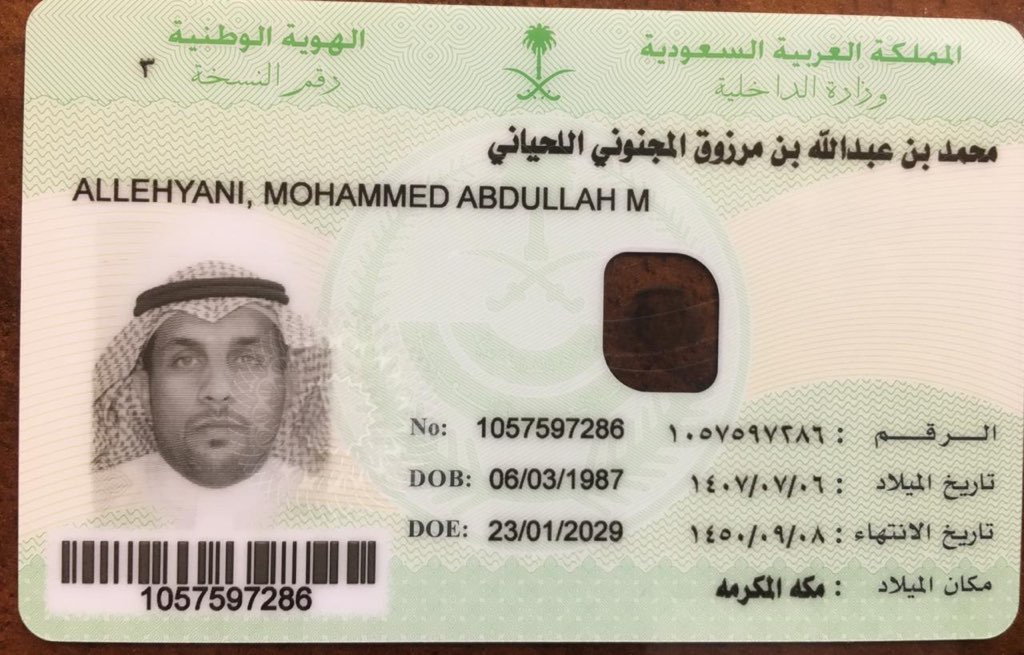 المملكة العربية السعودية
الهوية الوطنية
وزارة الداخلية
رقم النسخة ٣
محمد بن عبدالله بن مرزوق المجنوني اللحياني
ALLEHYANI, MOHAMMED ABDULLAH M
الـرقـــم : ١٠٥٧٥٩٧٢٨٦
No: 1057597286
تاريخ الميلاد : ١٤٠٧/٠٧/٠٦
DOB: 06/03/1987
تاريخ الانتهاء : ١٤٥٠/٠٩/٠٨
DOE: 23/01/2029
مكان الميلاد : مكه المكرمه
1057597286